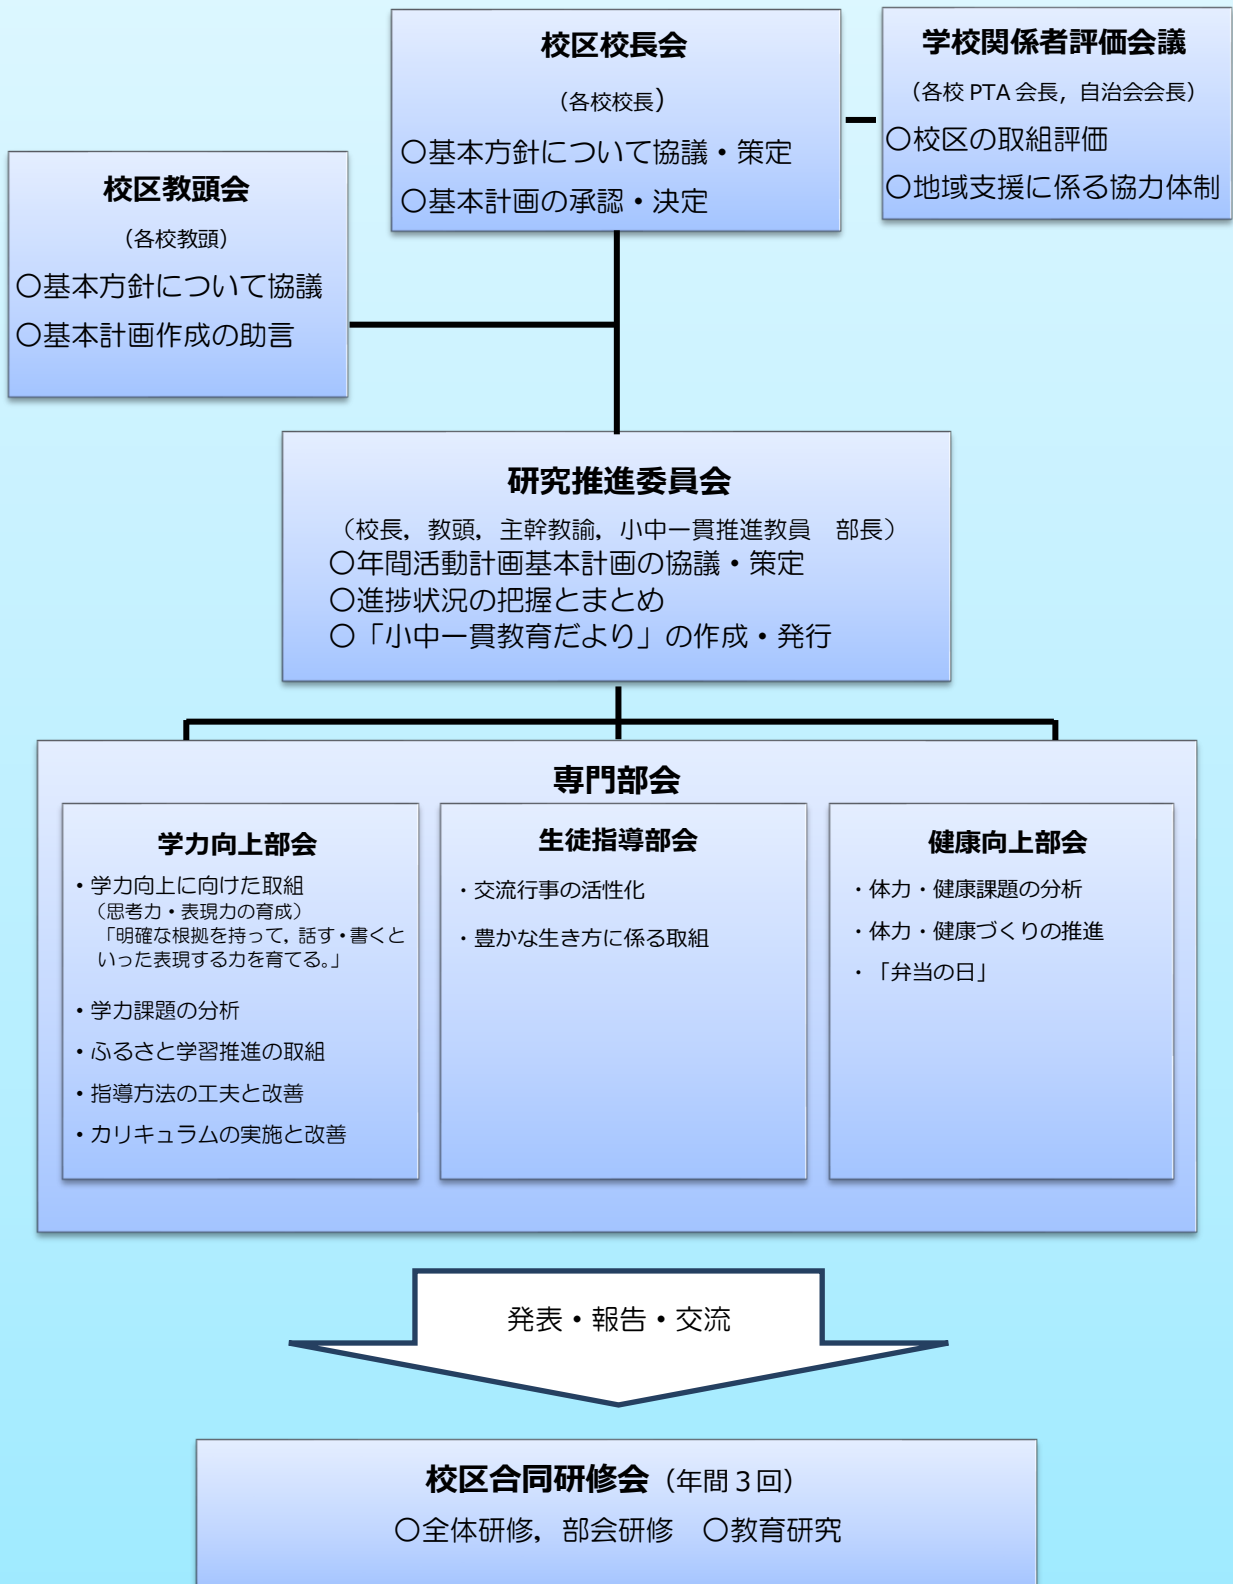 校区校長会
（各校校長）
○基本方針について協議・策定
○基本計画の承認・決定
学校関係者評価会議
（各校 PTA 会長，自治会会長）
○校区の取組評価
○地域支援に係る協力体制
校区教頭会
（各校教頭）
○基本方針について協議
○基本計画作成の助言
研究推進委員会
（校長，教頭，主幹教諭，小中一貫推進教員　部長）
○年間活動計画基本計画の協議・策定
○進捗状況の把握とまとめ
○「小中一貫教育だより」の作成・発行
専門部会
学力向上部会
・学力向上に向けた取組
（思考力・表現力の育成）
「明確な根拠を持って，話す・書くと
いった表現する力を育てる。」
・学力課題の分析
・ふるさと学習推進の取組
・指導方法の工夫と改善
・カリキュラムの実施と改善
生徒指導部会
・交流行事の活性化
・豊かな生き方に係る取組
健康向上部会
・体力・健康課題の分析
・体力・健康づくりの推進
・「弁当の日」
発表・報告・交流
校区合同研修会（年間３回）
○全体研修，部会研修　○教育研究